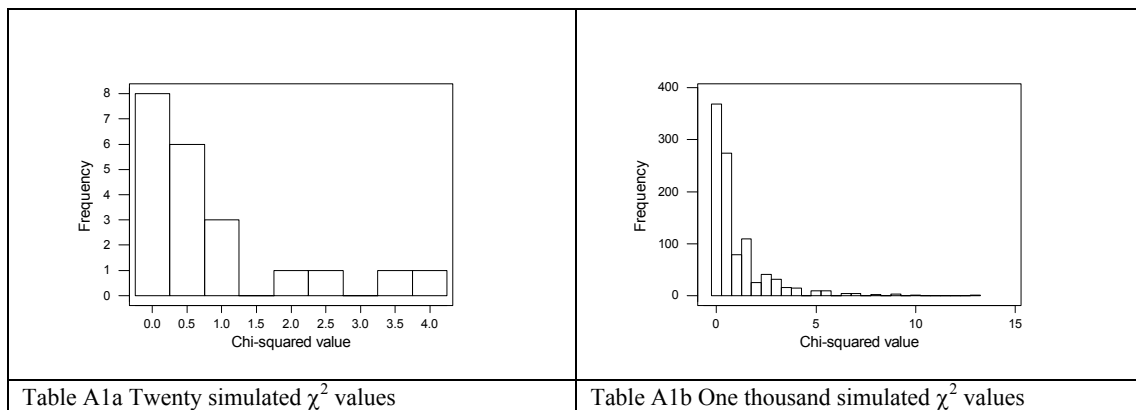 8
7
6
5
4
3
2
1
0
Frequency
0.0 0.5 1.0 1.5 2.0 2.5 3.0 3.5 4.0
Chi-squared value
Table A1a Twenty simulated χ² values
400
300
200
100
0
Frequency
0 5 10 15
Chi-squared value
Table A1b One thousand simulated χ² values